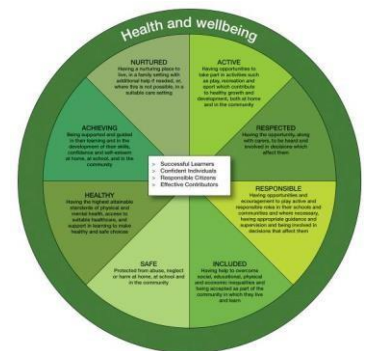 Health and wellbeing
NURTURED
Having a nurturing place to
live, in a family setting with
additional help if needed, or,
where this is not possible, in a
suitable care setting
ACTIVE
Having opportunities to
take part in activities such
as play, recreation and
sport which contribute
to healthy growth and
development, both at home
and in the community
RESPECTED
Having the opportunity, along
with carers, to be heard and
involved in decisions which
affect them
RESPONSIBLE
Having opportunities and
encouragement to play active and
responsible roles in their schools and
communities and where necessary,
having appropriate guidance and
supervision and being involved in
decisions that affect them
INCLUDED
Having help to overcome
social, educational, physical
and economic inequalities and
being accepted as part of the
community in which they live
and learn
SAFE
Protected from abuse, neglect
or harm at home, at school and
in the community
HEALTHY
Having the highest attainable
standards of physical and
mental health, access to
suitable healthcare, and
support in learning to make
healthy and safe choices
ACHIEVING
Being supported and guided
in their learning and in the
development of their skills,
confidence and self-esteem
at home, at school, and in the
community
> Successful Learners
> Confident Individuals
> Responsible Citizens
> Effective Contributors